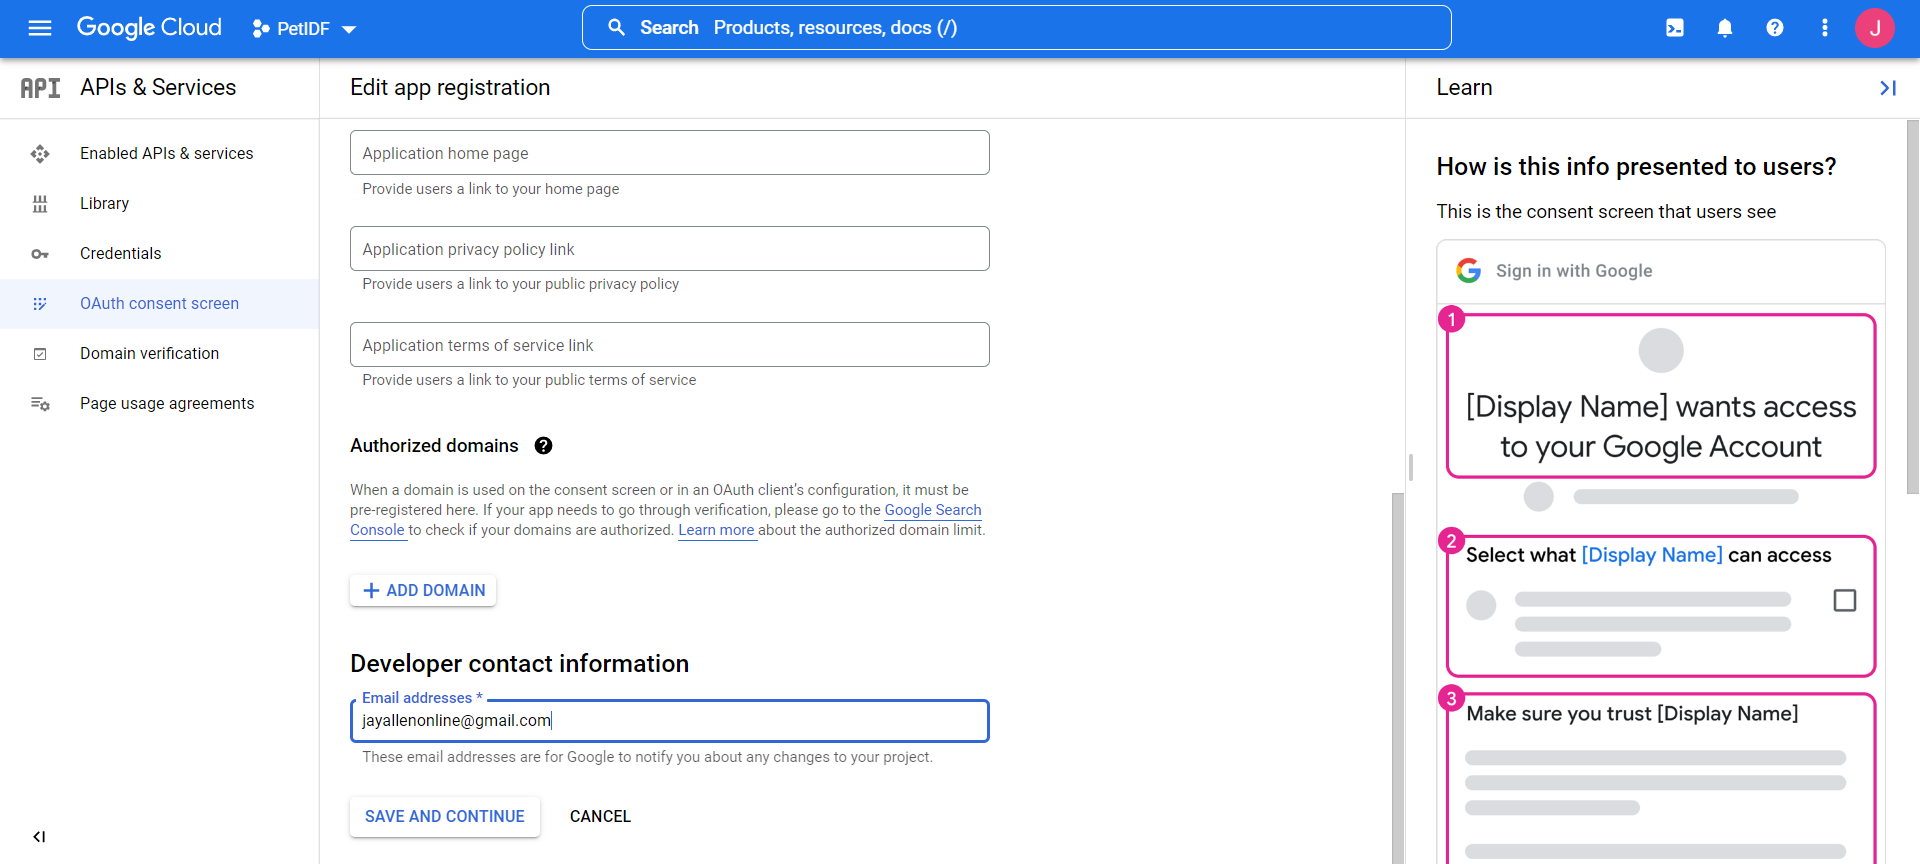 Google Cloud
PetIDF
Search Products, resources, docs (/)
J
API APIs & Services
Enabled APIs & services
Library
Credentials
OAuth consent screen
Domain verification
Page usage agreements
Edit app registration
Application home page
Provide users a link to your home page
Application privacy policy link
Provide users a link to your public privacy policy
Application terms of service link
Provide users a link to your public terms of service
Authorized domains
When a domain is used on the consent screen or in an OAuth client's configuration, it must be
pre-registered here. If your app needs to go through verification, please go to the Google Search
Console to check if your domains are authorized. Learn more about the authorized domain limit.
ADD DOMAIN
Developer contact information
Email addresses *
jayallenonline@gmail.com
These email addresses are for Google to notify you about any changes to your project.
SAVE AND CONTINUE CANCEL
Learn
How is this info presented to users?
This is the consent screen that users see
Sign in with Google
1
[Display Name] wants access
to your Google Account
2
Select what [Display Name] can access
3
Make sure you trust [Display Name]